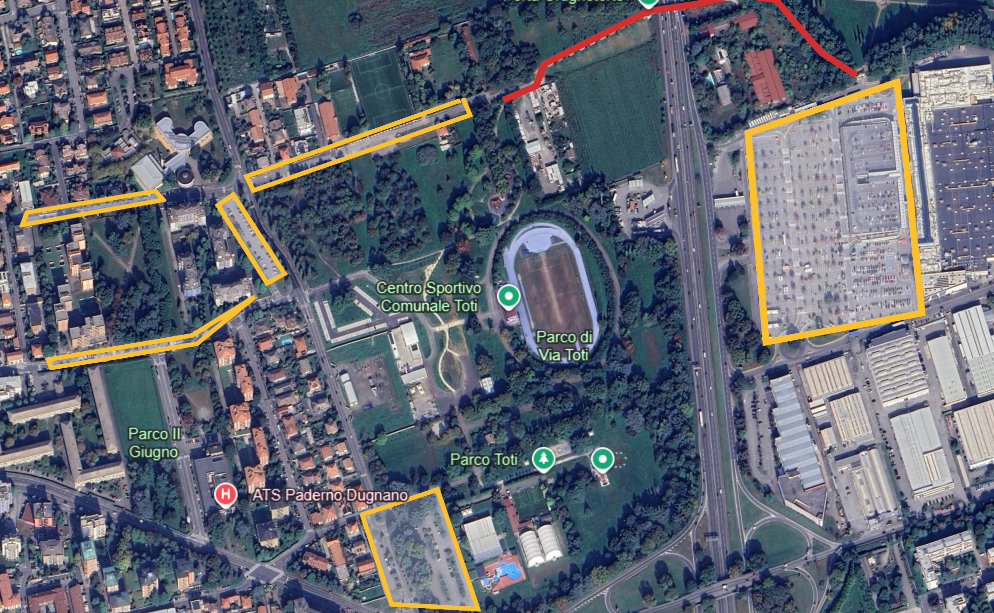 Centro Sportivo
Comunale Toti
Parco di
Via Toti
Parco II
Giugno
Parco Toti
H
ATS Paderno Dugnano